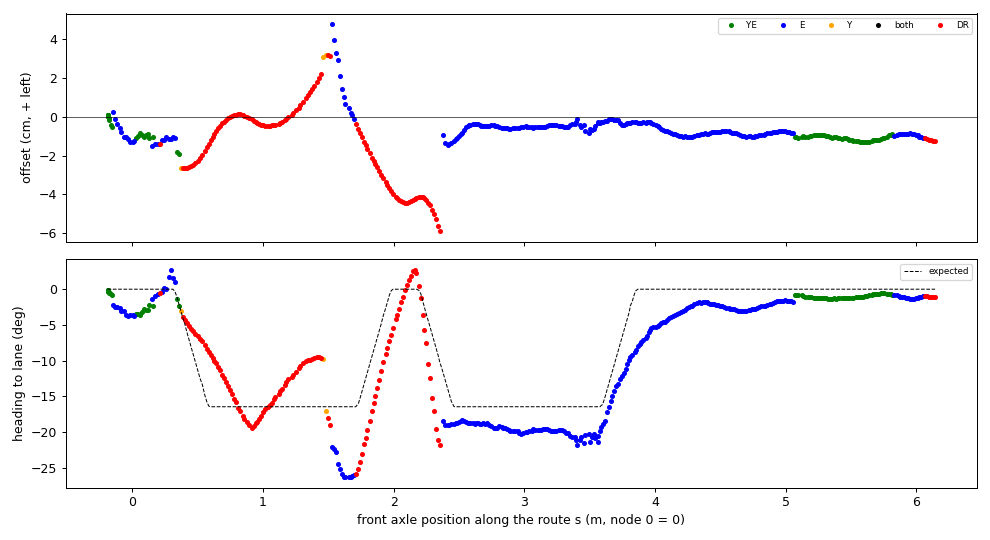 YE E Y both DR
4
2
0
−2
−4
−6
offset (cm, + left)
expected
0
−5
−10
−15
−20
−25
heading to lane (deg)
0 1 2 3 4 5 6
front axle position along the route s (m, node 0 = 0)